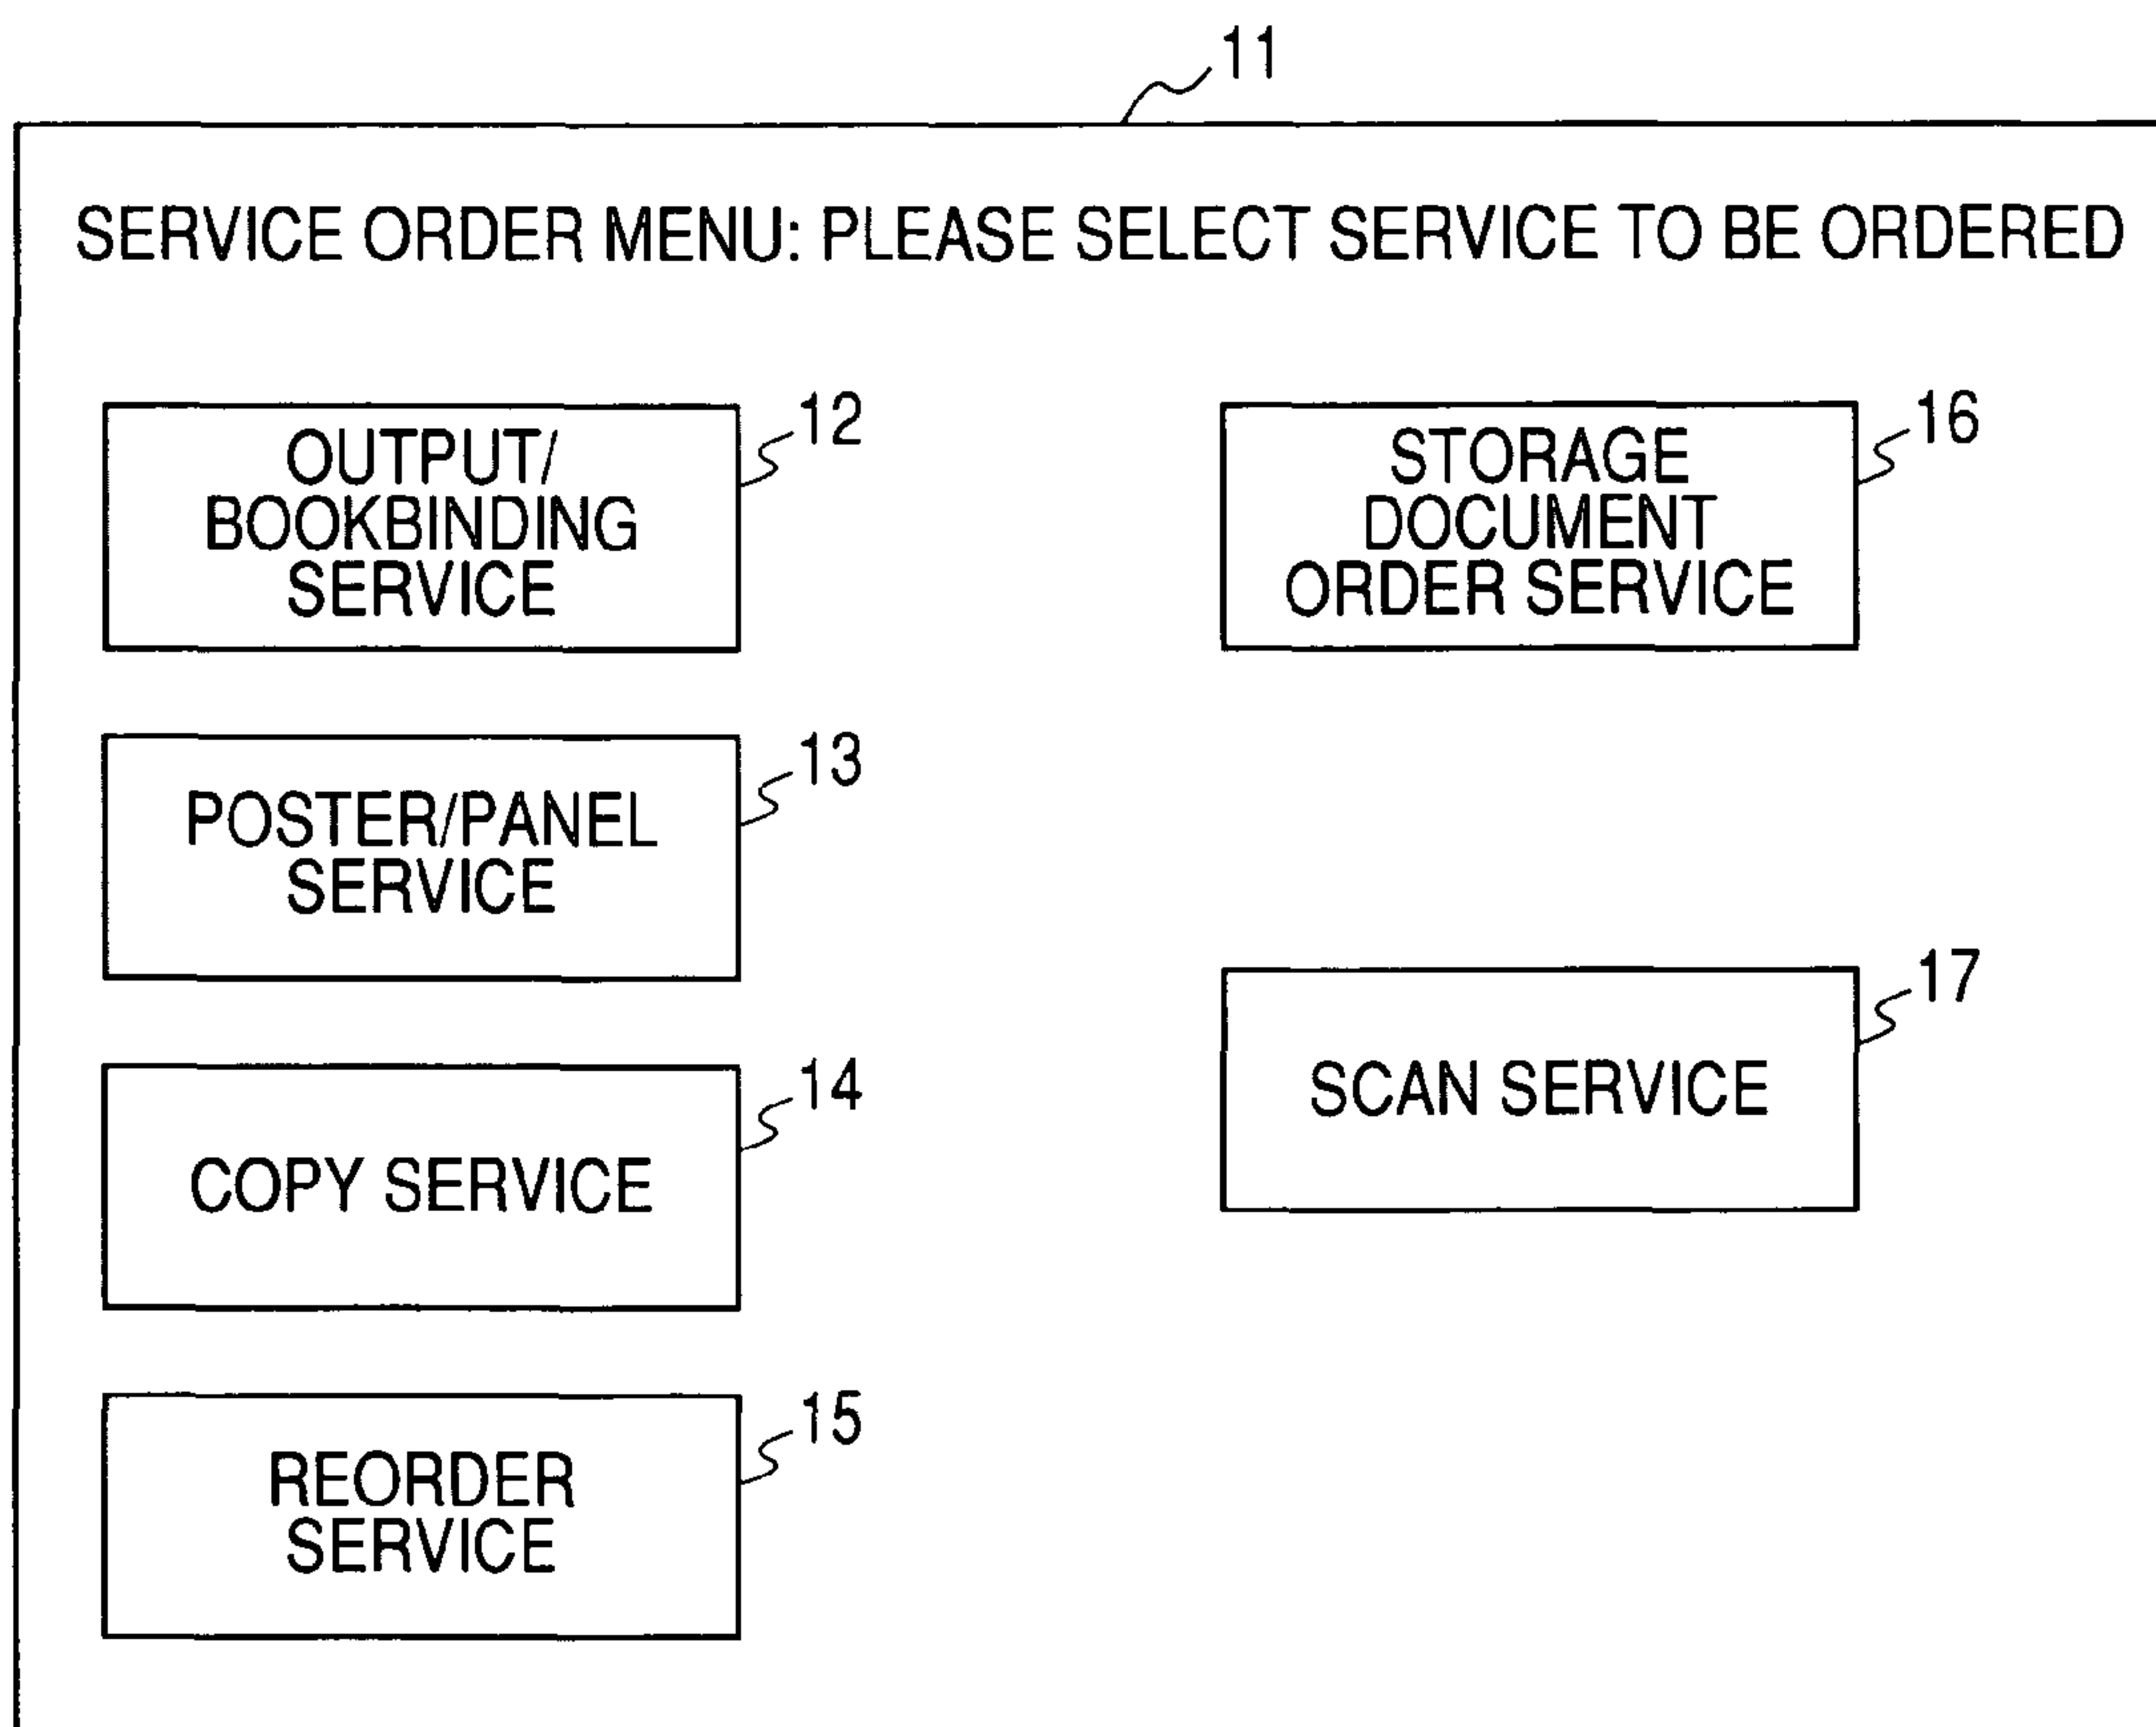 11
SERVICE ORDER MENU: PLEASE SELECT SERVICE TO BE ORDERED
OUTPUT/
BOOKBINDING
SERVICE
12
POSTER/PANEL
SERVICE
13
COPY SERVICE
14
REORDER
SERVICE
15
STORAGE
DOCUMENT
ORDER SERVICE
16
SCAN SERVICE
17